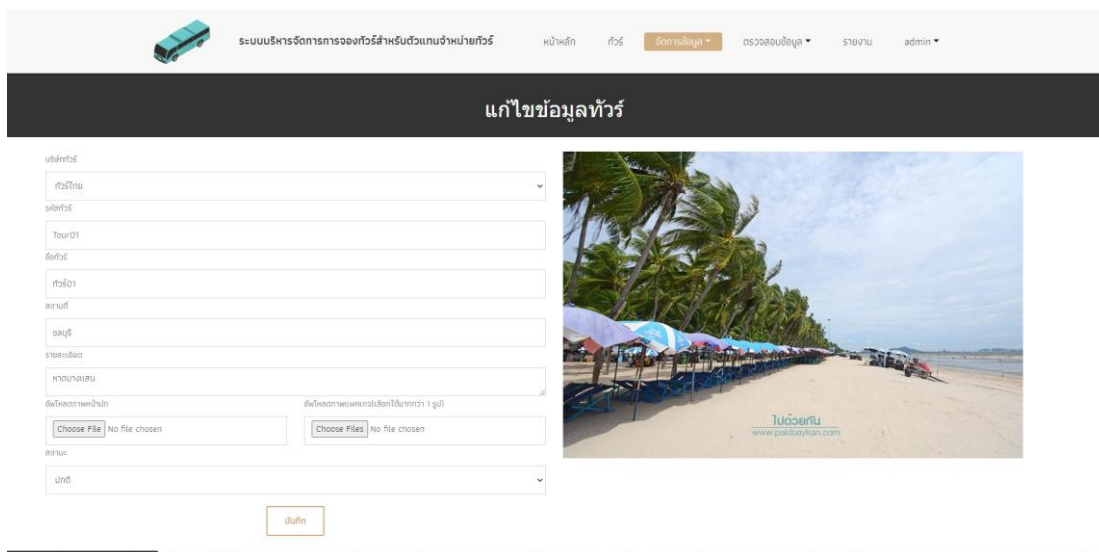 ระบบบริหารจัดการการจองทัวร์สำหรับตัวแทนจำหน่ายทัวร์ หน้าหลัก ทัวร์ จัดการข้อมูล ตรวจสอบข้อมูล รายงาน admin
แก้ไขข้อมูลทัวร์
บริษัททัวร์
ทัวร์ไทย
รหัสทัวร์
Tour01
ชื่อทัวร์
ทัวร์01
สถานที่
ชลบุรี
รายละเอียด
หาดบางแสน
อัพโหลดภาพหน้าปก อัพโหลดภาพแพคเกจ(เลือกได้มากกว่า 1 รูป)
Choose File No file chosen Choose Files No file chosen
สถานะ
ปกติ
บันทึก
ไปด้วยกัน
www.paiduaykan.com